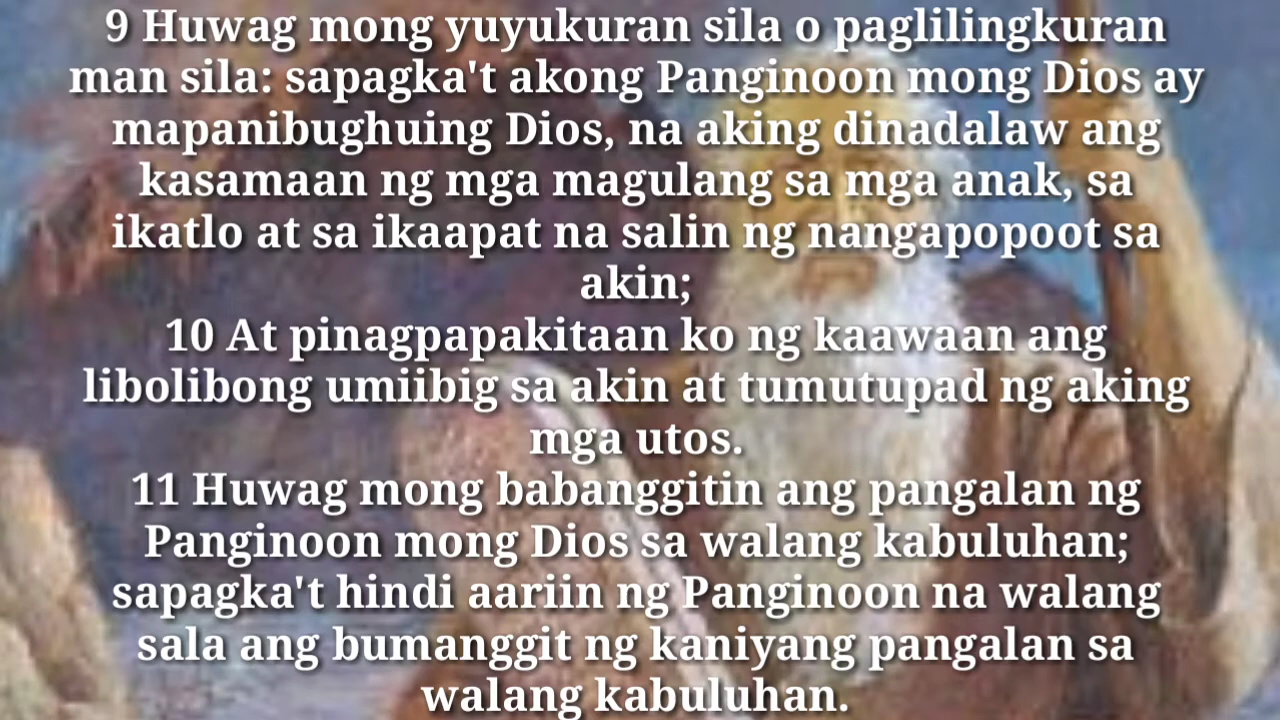 9 Huwag mong yuyukuran sila o paglilingkuran
man sila: sapagka't akong Panginoon mong Dios ay
mapanibughuing Dios, na aking dinadalaw ang
kasamaan ng mga magulang sa mga anak, sa
ikatlo at sa ikaapat na salin ng nangapopoot sa
akin;
10 At pinagpapakitaan ko ng kaawaan ang
libolibong umiibig sa akin at tumutupad ng aking
mga utos.
11 Huwag mong babanggitin ang pangalan ng
Panginoon mong Dios sa walang kabuluhan;
sapagka't hindi aariin ng Panginoon na walang
sala ang bumanggit ng kaniyang pangalan sa
walang kabuluhan.